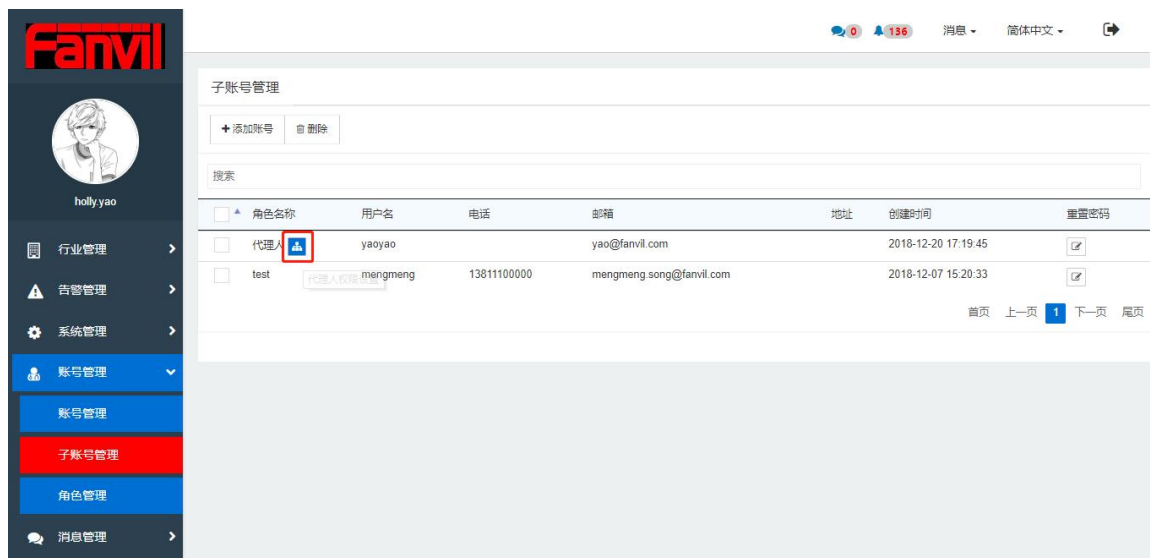 Fanvil
0 136 消息 简体中文
子账号管理
添加账号 删除
搜索
holly.yao
角色名称 用户名 电话 邮箱 地址 创建时间 重置密码
代理人 yaoyao yao@fanvil.com 2018-12-20 17:19:45
test mengmeng 13811100000 mengmeng.song@fanvil.com 2018-12-07 15:20:33
代理人权限设置
首页 上一页 1 下一页 尾页
行业管理
告警管理
系统管理
账号管理
账号管理
子账号管理
角色管理
消息管理